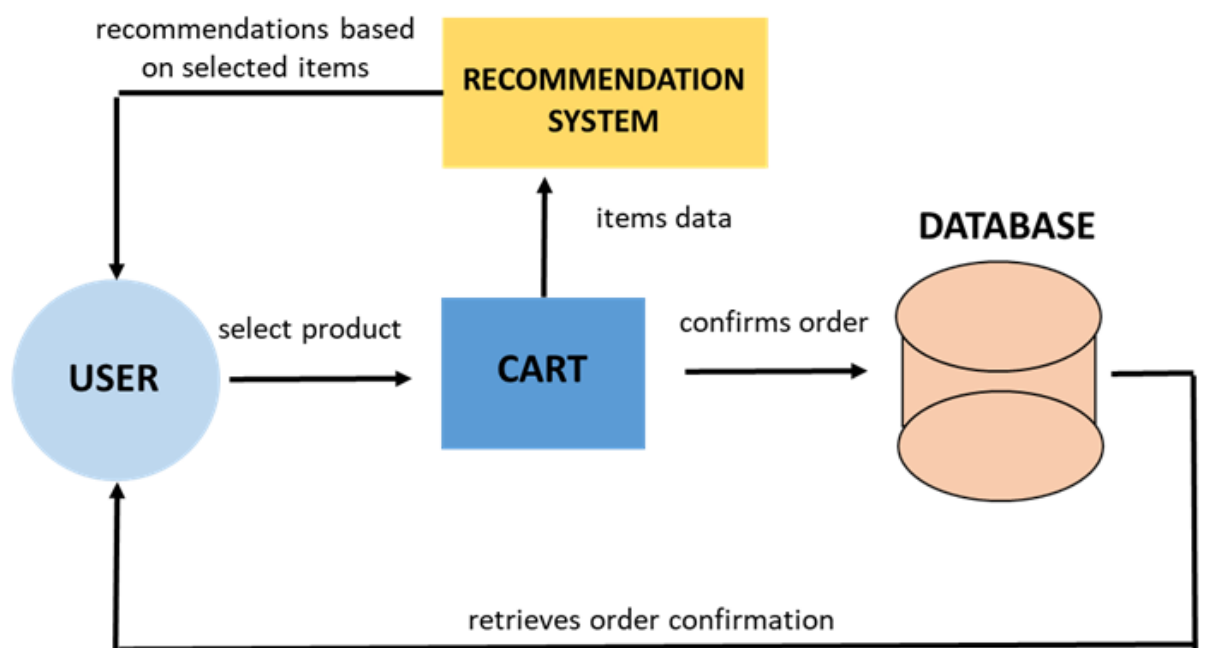 recommendations based
on selected items
RECOMMENDATION
SYSTEM
items data
DATABASE
select product
confirms order
USER
CART
retrieves order confirmation